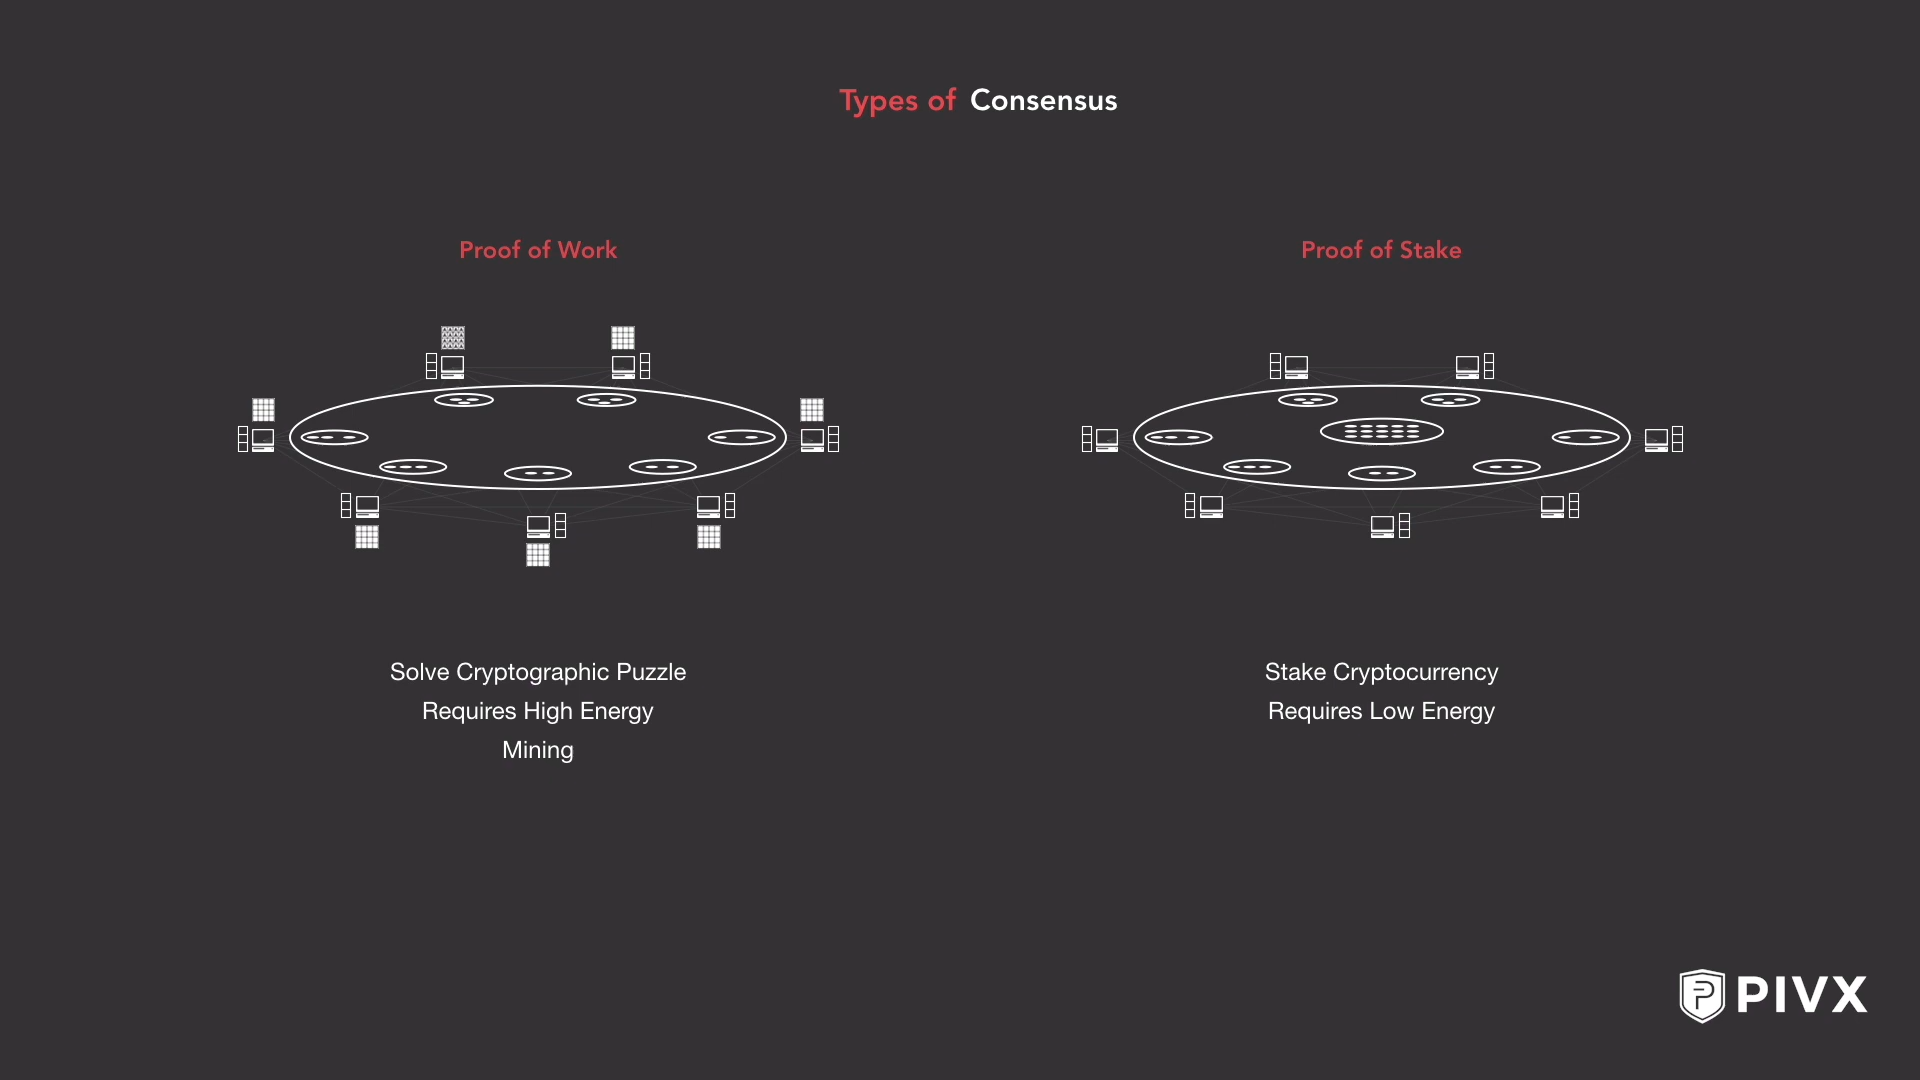 Types of Consensus
Proof of Work
Solve Cryptographic Puzzle
Requires High Energy
Mining
Proof of Stake
Stake Cryptocurrency
Requires Low Energy
PIVX